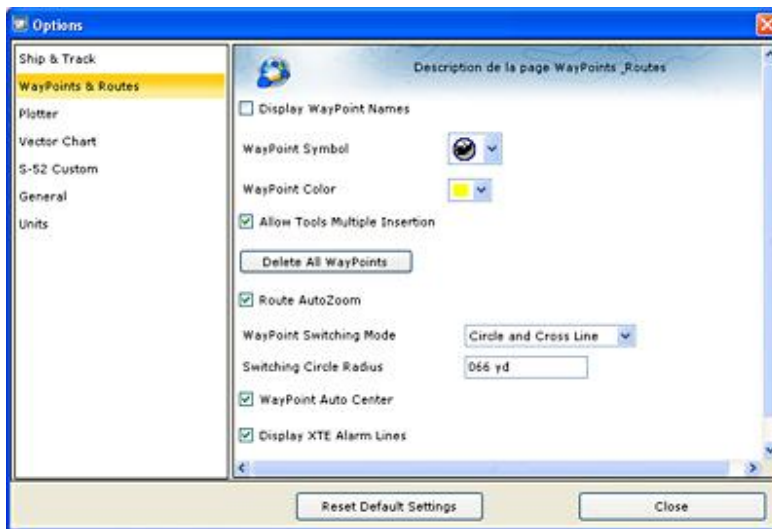 Options
Ship & Track
WayPoints & Routes
Plotter
Vector Chart
S-52 Custom
General
Units
Description de la page WayPoints _Routes
Display WayPoint Names
WayPoint Symbol
WayPoint Color
Allow Tools Multiple Insertion
Delete All WayPoints
Route AutoZoom
WayPoint Switching Mode Circle and Cross Line
Switching Circle Radius 066 yd
WayPoint Auto Center
Display XTE Alarm Lines
Reset Default Settings Close